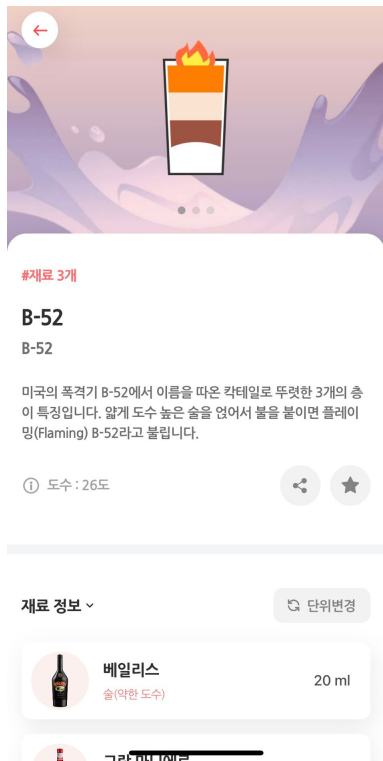 #재료 3개
B-52
B-52
미국의 폭격기 B-52에서 이름을 따온 칵테일로 뚜렷한 3개의 층
이 특징입니다. 얇게 도수 높은 술을 얹어서 불을 붙이면 플레이
밍(Flaming) B-52라고 불립니다.
도수 : 26도
재료 정보
단위변경
베일리스
20 ml
술(약한 도수)